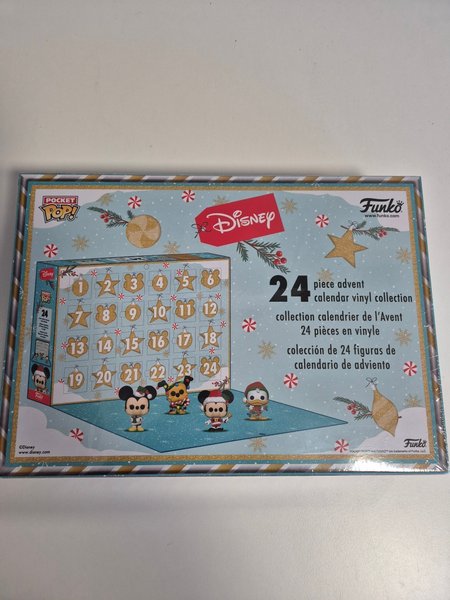 POCKET
POP!
Disney
Funko
www.funko.com
24 piece advent
calendar vinyl collection
collection calendrier de l'Avent
24 pièces en vinyle
colección de 24 figuras de
calendario de adviento
Disney
24
1 2 3 4 5 6
7 8 9 10 11 12
13 14 15 16 17 18
19 20 21 22 23 24
©Disney
www.disney.com
Funko